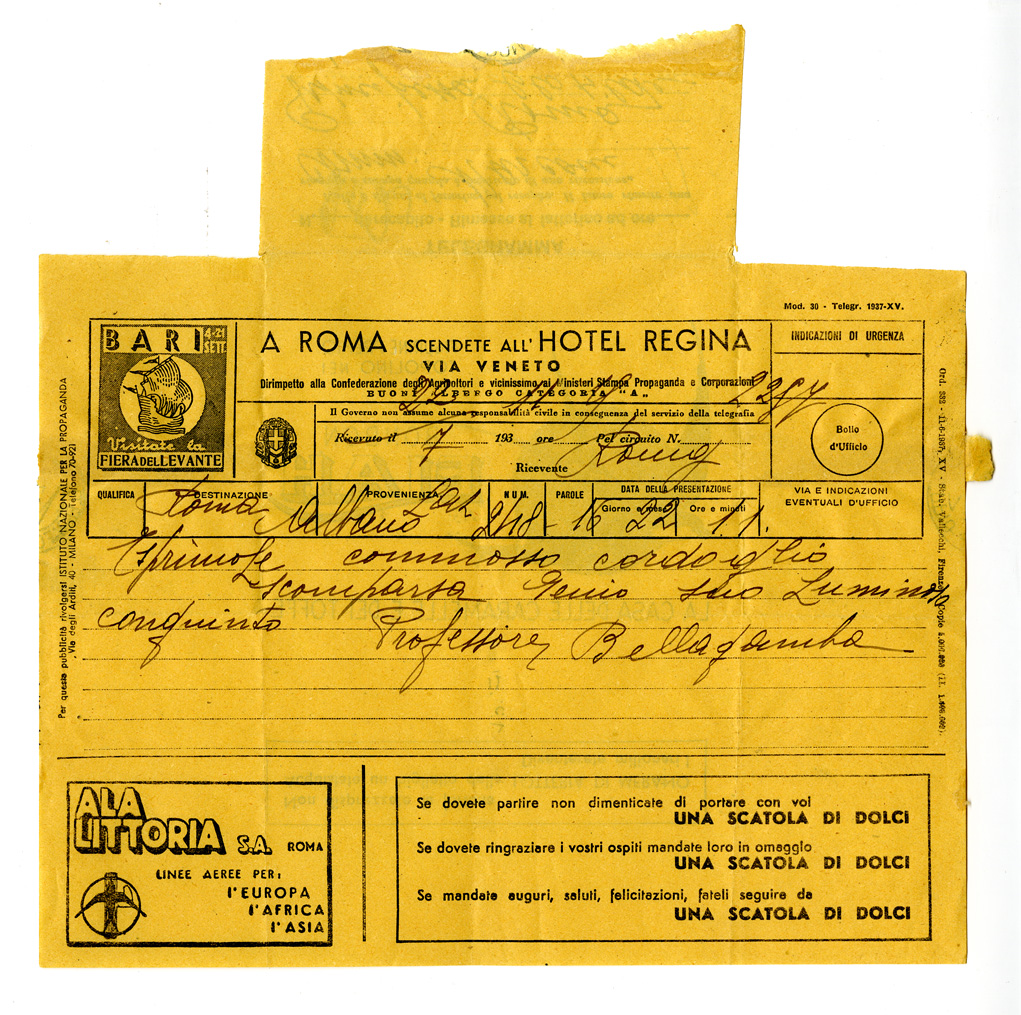 Mod. 30 - Telegr. 1937-XV.
BARI 4-21 SETT
Visitate la
FIERA DEL LEVANTE
A ROMA SCENDETE ALL' HOTEL REGINA
VIA VENETO
Dirimpetto alla Confederazione degli Agricoltori e vicinissimo ai Ministeri Stampa Propaganda e Corporazioni
BUONI ALBERGO CATEGORIA "A"
INDICAZIONI DI URGENZA
Il Governo non assume alcuna responsabilità civile in conseguenza del servizio della telegrafia
Ricevuto il 7 193 ore Pel circuito N.
Ricevente
Bollo
d'Ufficio
QUALIFICA DESTINAZIONE PROVENIENZA NUM. PAROLE DATA DELLA PRESENTAZIONE
Giorno e mese Ore e minuti
VIA E INDICAZIONI
EVENTUALI D'UFFICIO
Roma Albano 248 - 16 22
Esprimole commosso cordoglio
scomparsa Genio suo Luminoso
congiunto Professore Bellagamba
Per questa pubblicità rivolgersi ISTITUTO NAZIONALE PER LA PROPAGANDA
Via degli Arditi, 40 - MILANO - Telefono 70-921
ALA
LITTORIA S.A. ROMA
LINEE AEREE PER:
l'EUROPA
l'AFRICA
l'ASIA
Se dovete partire non dimenticate di portare con voi
UNA SCATOLA DI DOLCI
Se dovete ringraziare i vostri ospiti mandate loro in omaggio
UNA SCATOLA DI DOLCI
Se mandate auguri, saluti, felicitazioni, fateli seguire da
UNA SCATOLA DI DOLCI